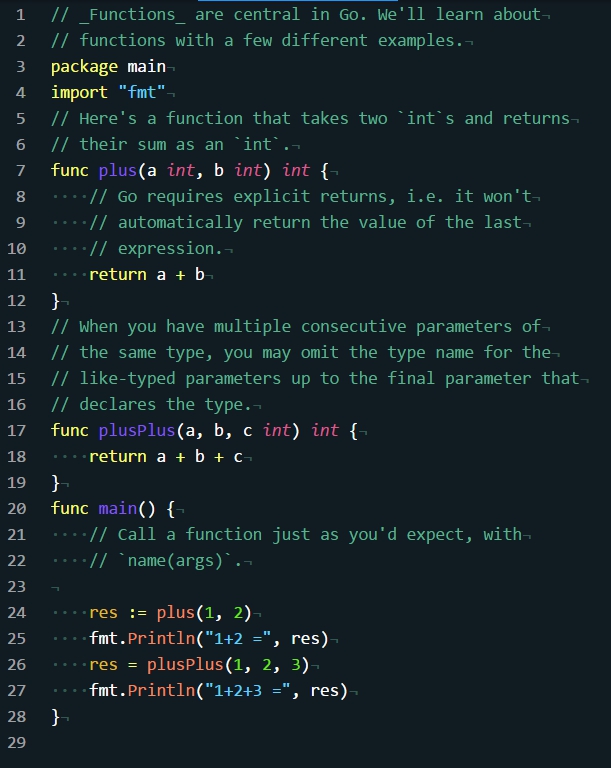 1 // _Functions_ are central in Go. We'll learn about¬
2 // functions with a few different examples.¬
3 package main¬
4 import "fmt"¬
5 // Here's a function that takes two `int`s and returns¬
6 // their sum as an `int`.¬
7 func plus(a int, b int) int {¬
8 ····// Go requires explicit returns, i.e. it won't¬
9 ····// automatically return the value of the last¬
10 ····// expression.¬
11 ····return a + b¬
12 }¬
13 // When you have multiple consecutive parameters of¬
14 // the same type, you may omit the type name for the¬
15 // like-typed parameters up to the final parameter that¬
16 // declares the type.¬
17 func plusPlus(a, b, c int) int {¬
18 ····return a + b + c¬
19 }¬
20 func main() {¬
21 ····// Call a function just as you'd expect, with¬
22 ····// `name(args)`.¬
23 ¬
24 ····res := plus(1, 2)¬
25 ····fmt.Println("1+2 =", res)¬
26 ····res = plusPlus(1, 2, 3)¬
27 ····fmt.Println("1+2+3 =", res)¬
28 }¬
29